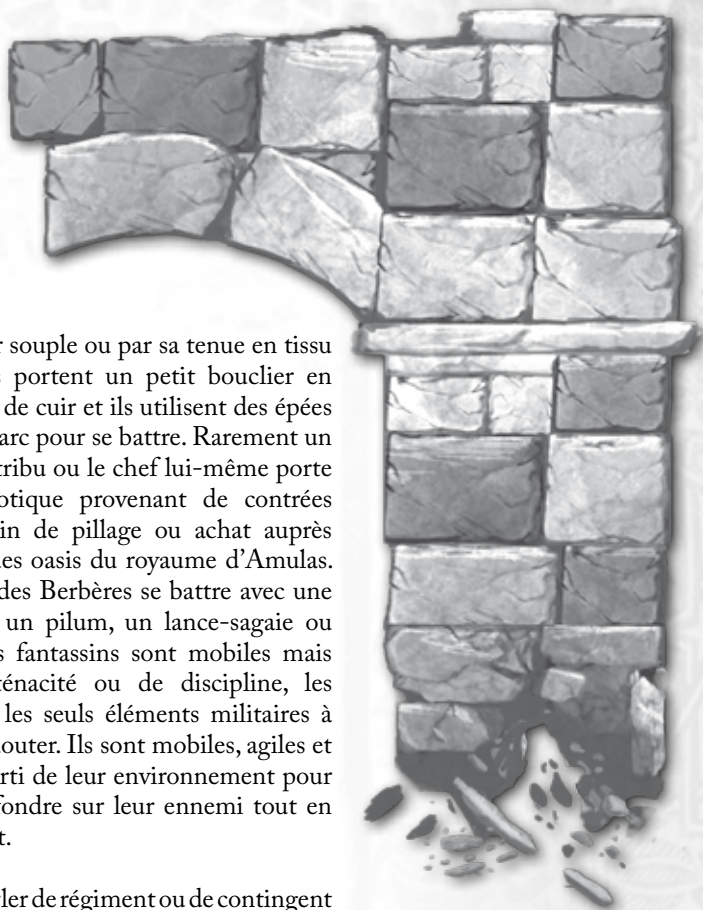 r souple ou par sa tenue en tissu
portent un petit bouclier en
de cuir et ils utilisent des épées
arc pour se battre. Rarement un
tribu ou le chef lui-même porte
otique provenant de contrées
in de pillage ou achat auprès
les oasis du royaume d’Amulas.
des Berbères se battre avec une
un pilum, un lance-sagaie ou
s fantassins sont mobiles mais
ténacité ou de discipline, les
les seuls éléments militaires à
outer. Ils sont mobiles, agiles et
rti de leur environnement pour
fondre sur leur ennemi tout en
t.
ler de régiment ou de contingent